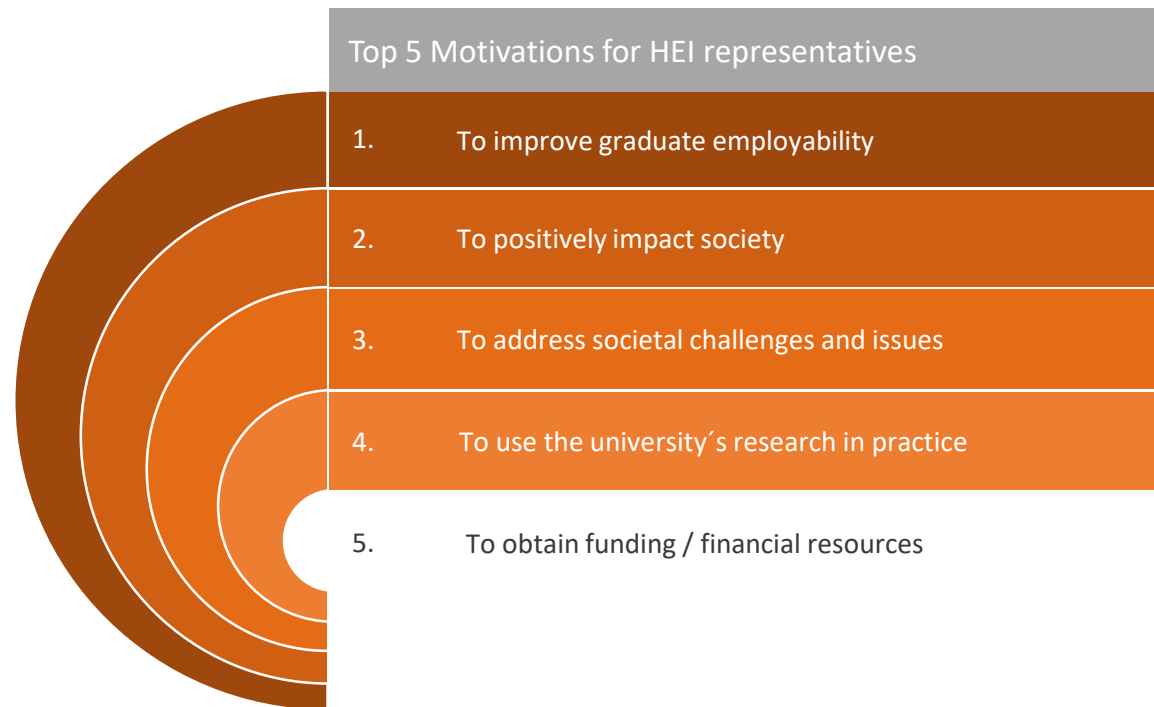 Top 5 Motivations for HEI representatives
1. To improve graduate employability
2. To positively impact society
3. To address societal challenges and issues
4. To use the university´s research in practice
5. To obtain funding / financial resources